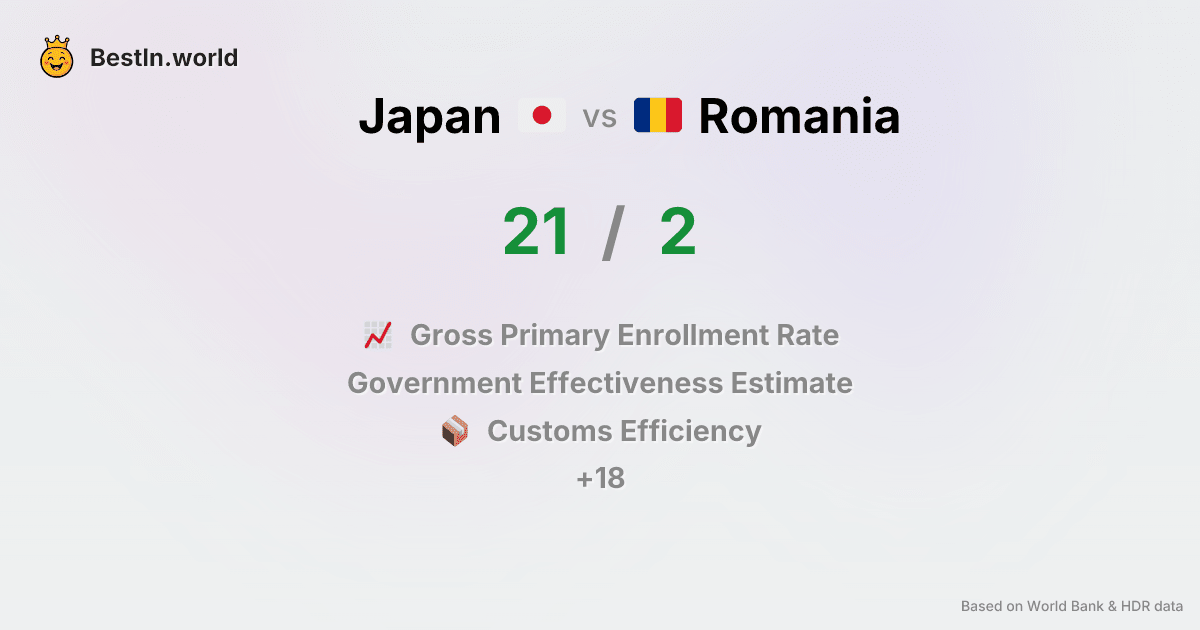 BestIn.world
Japan vs Romania
21 / 2
Gross Primary Enrollment Rate
Government Effectiveness Estimate
Customs Efficiency
+18
Based on World Bank & HDR data